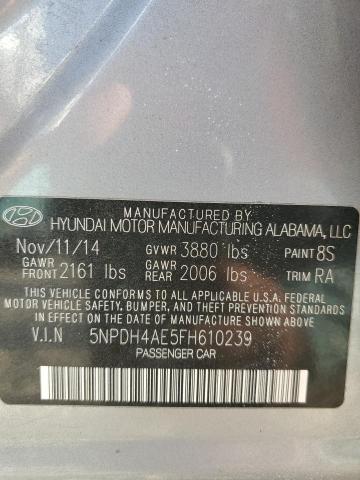 MANUFACTURED BY
HYUNDAI MOTOR MANUFACTURING ALABAMA, LLC
Nov/11/14 GVWR 3880 lbs PAINT 8S
GAWR FRONT 2161 lbs GAWR REAR 2006 lbs TRIM RA
THIS VEHICLE CONFORMS TO ALL APPLICABLE U.S.A. FEDERAL
MOTOR VEHICLE SAFETY, BUMPER, AND THEFT PREVENTION STANDARDS
IN EFFECT ON THE DATE OF MANUFACTURE SHOWN ABOVE.
V.I.N 5NPDH4AE5FH610239
PASSENGER CAR